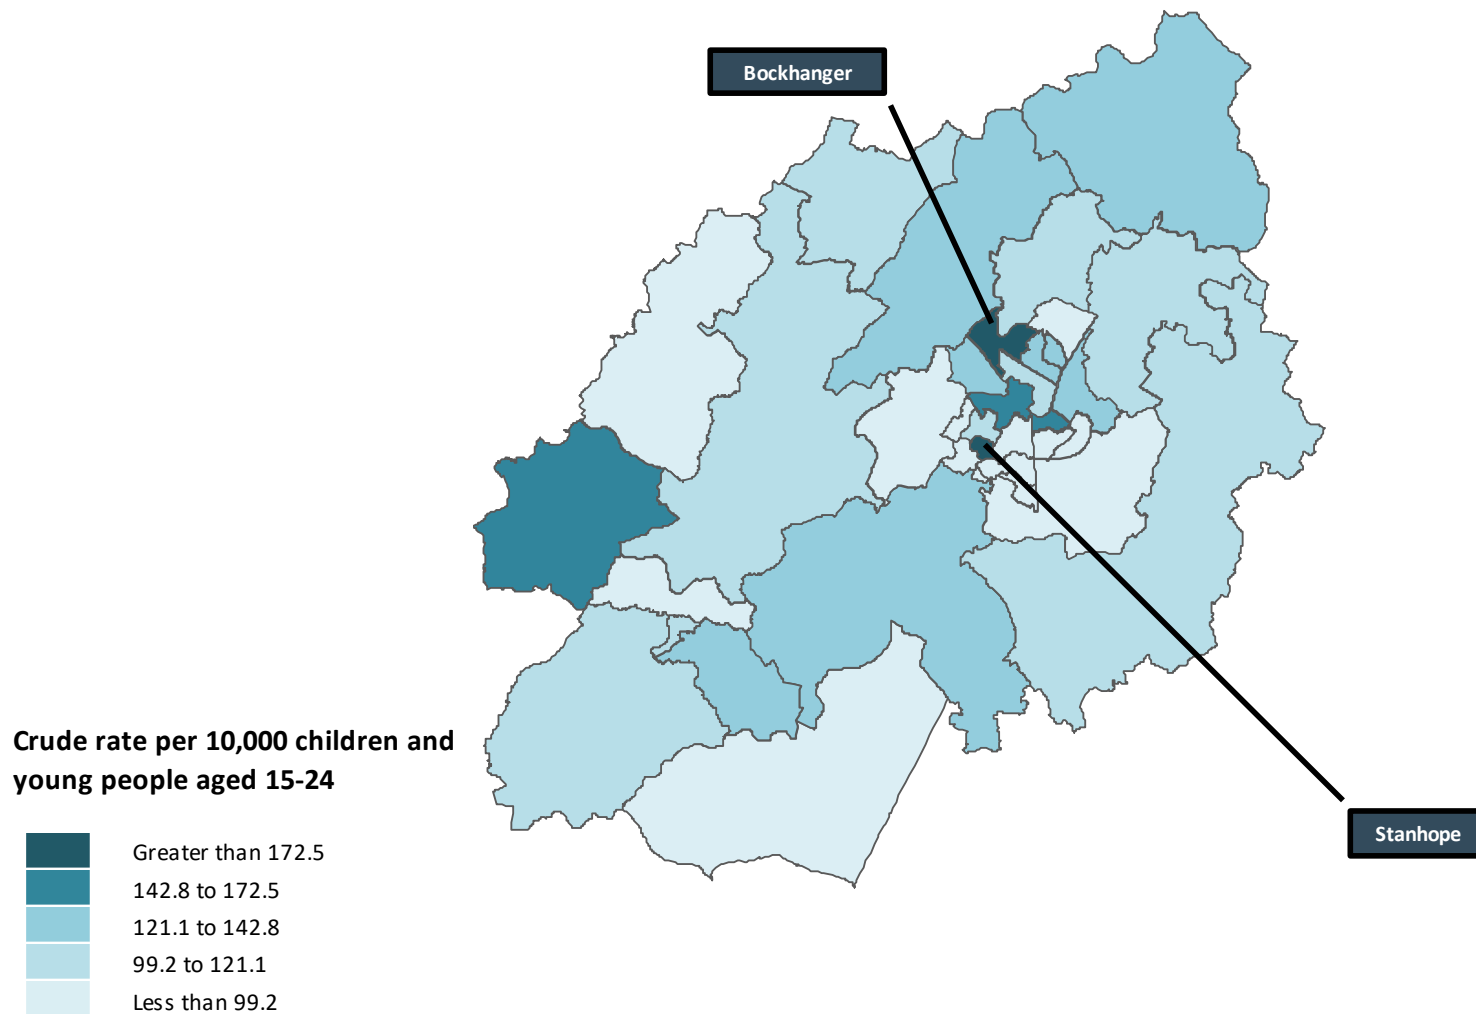 Bockhanger
Stanhope
Crude rate per 10,000 children and
young people aged 15-24
Greater than 172.5
142.8 to 172.5
121.1 to 142.8
99.2 to 121.1
Less than 99.2